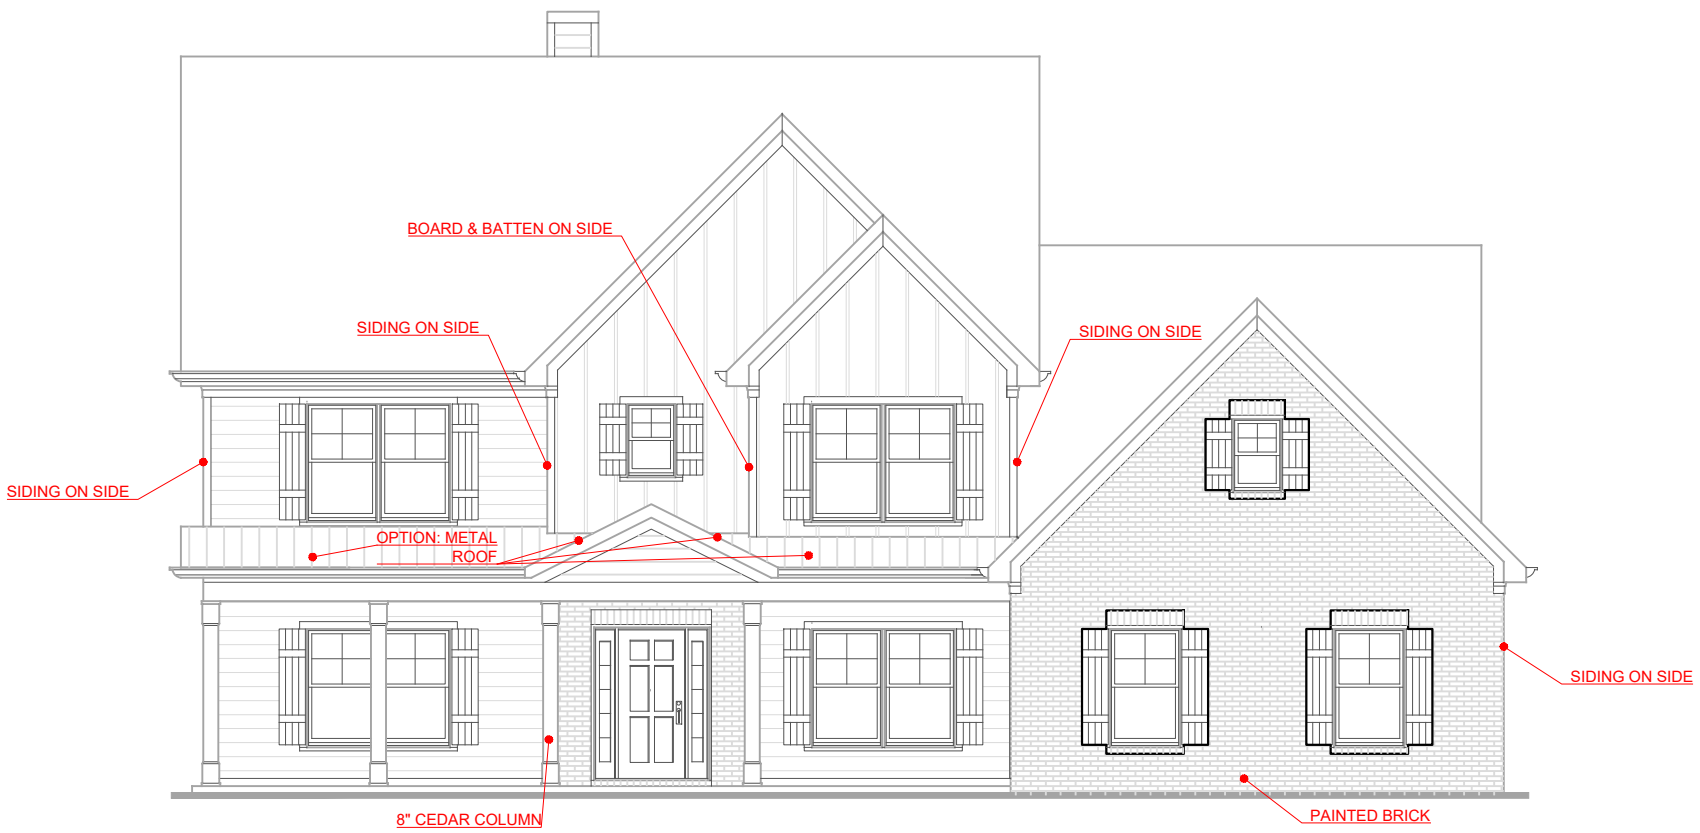 BOARD & BATTEN ON SIDE
SIDING ON SIDE
SIDING ON SIDE
SIDING ON SIDE
OPTION: METAL
ROOF
SIDING ON SIDE
8" CEDAR COLUMN
PAINTED BRICK